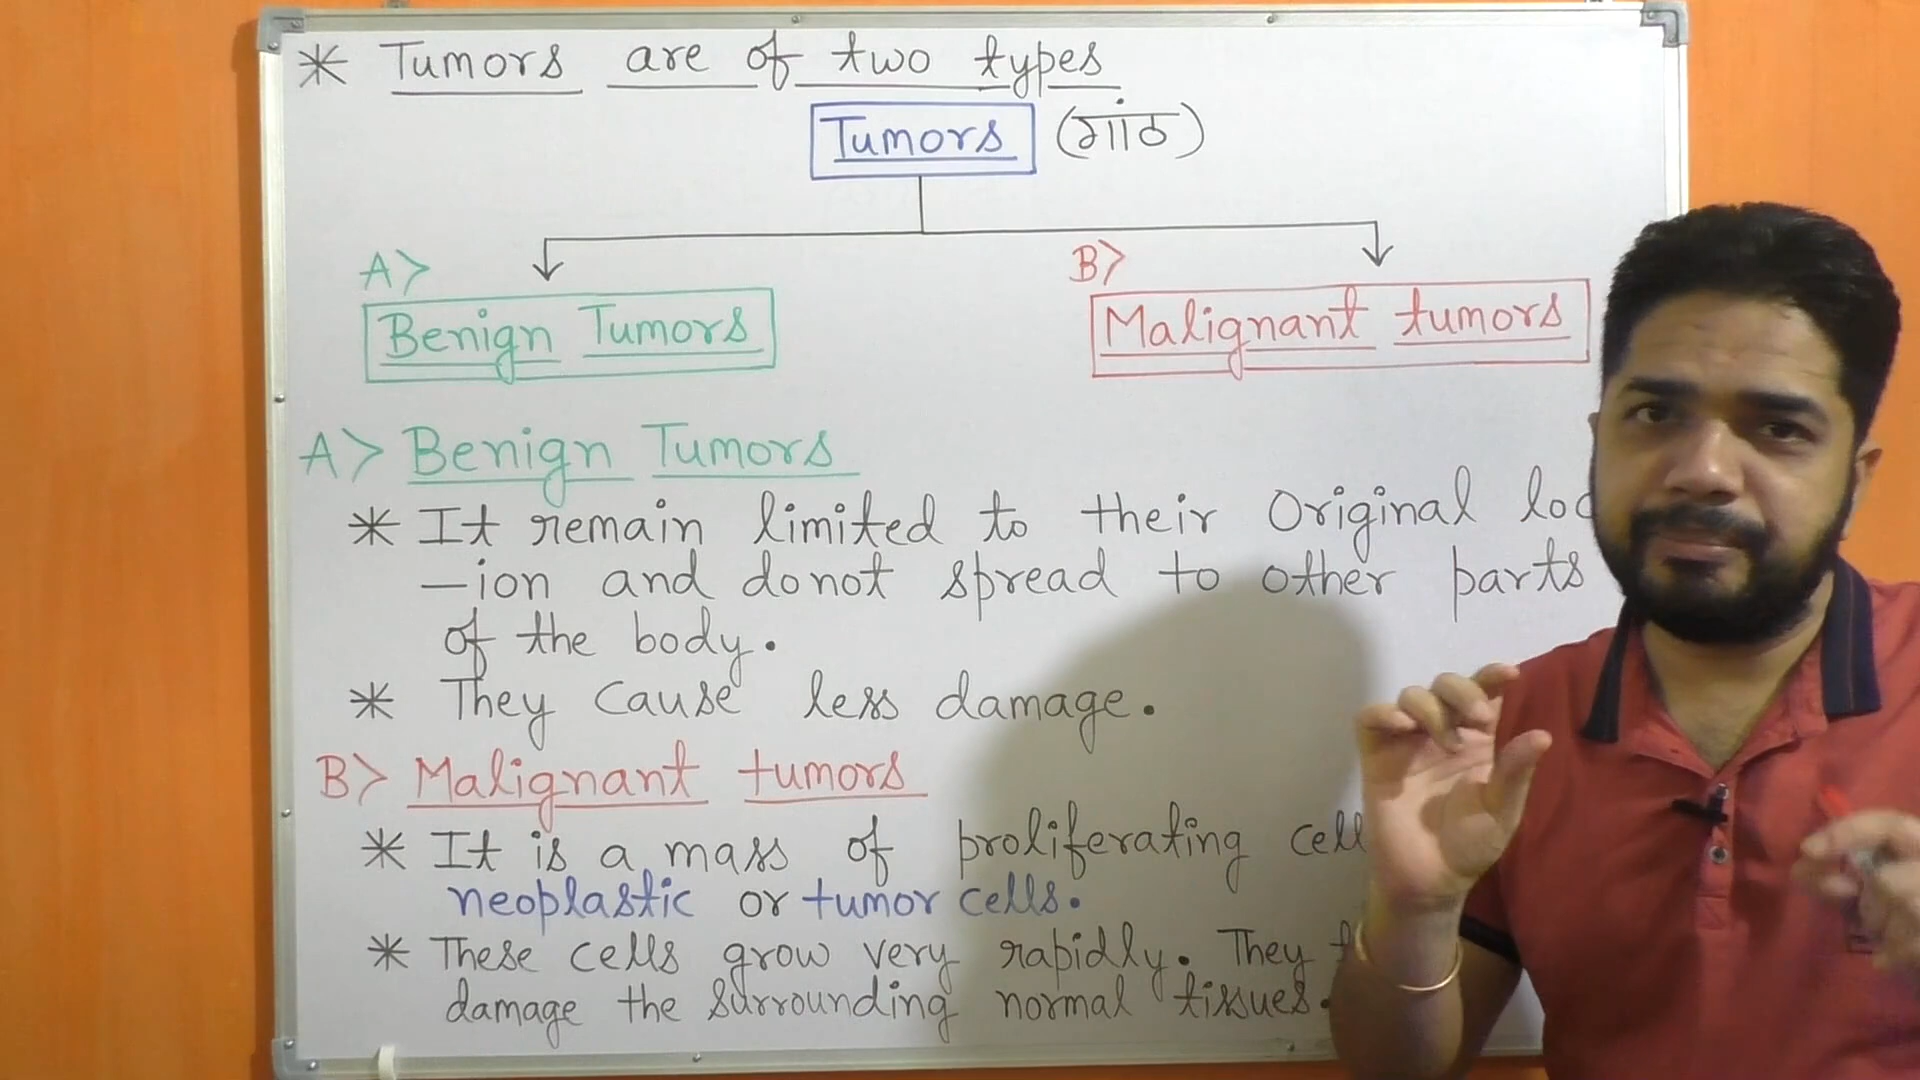 * Tumors are of two types
Tumors (गांठ)
A> B>
Benign Tumors Malignant tumors
A> Benign Tumors
* It remain limited to their Original loc
-ion and donot spread to other parts
of the body.
* They cause less damage.
B> Malignant tumors
* It is a mass of proliferating cell
neoplastic or tumor cells.
* These cells grow very rapidly. They
damage the surrounding normal tissues.